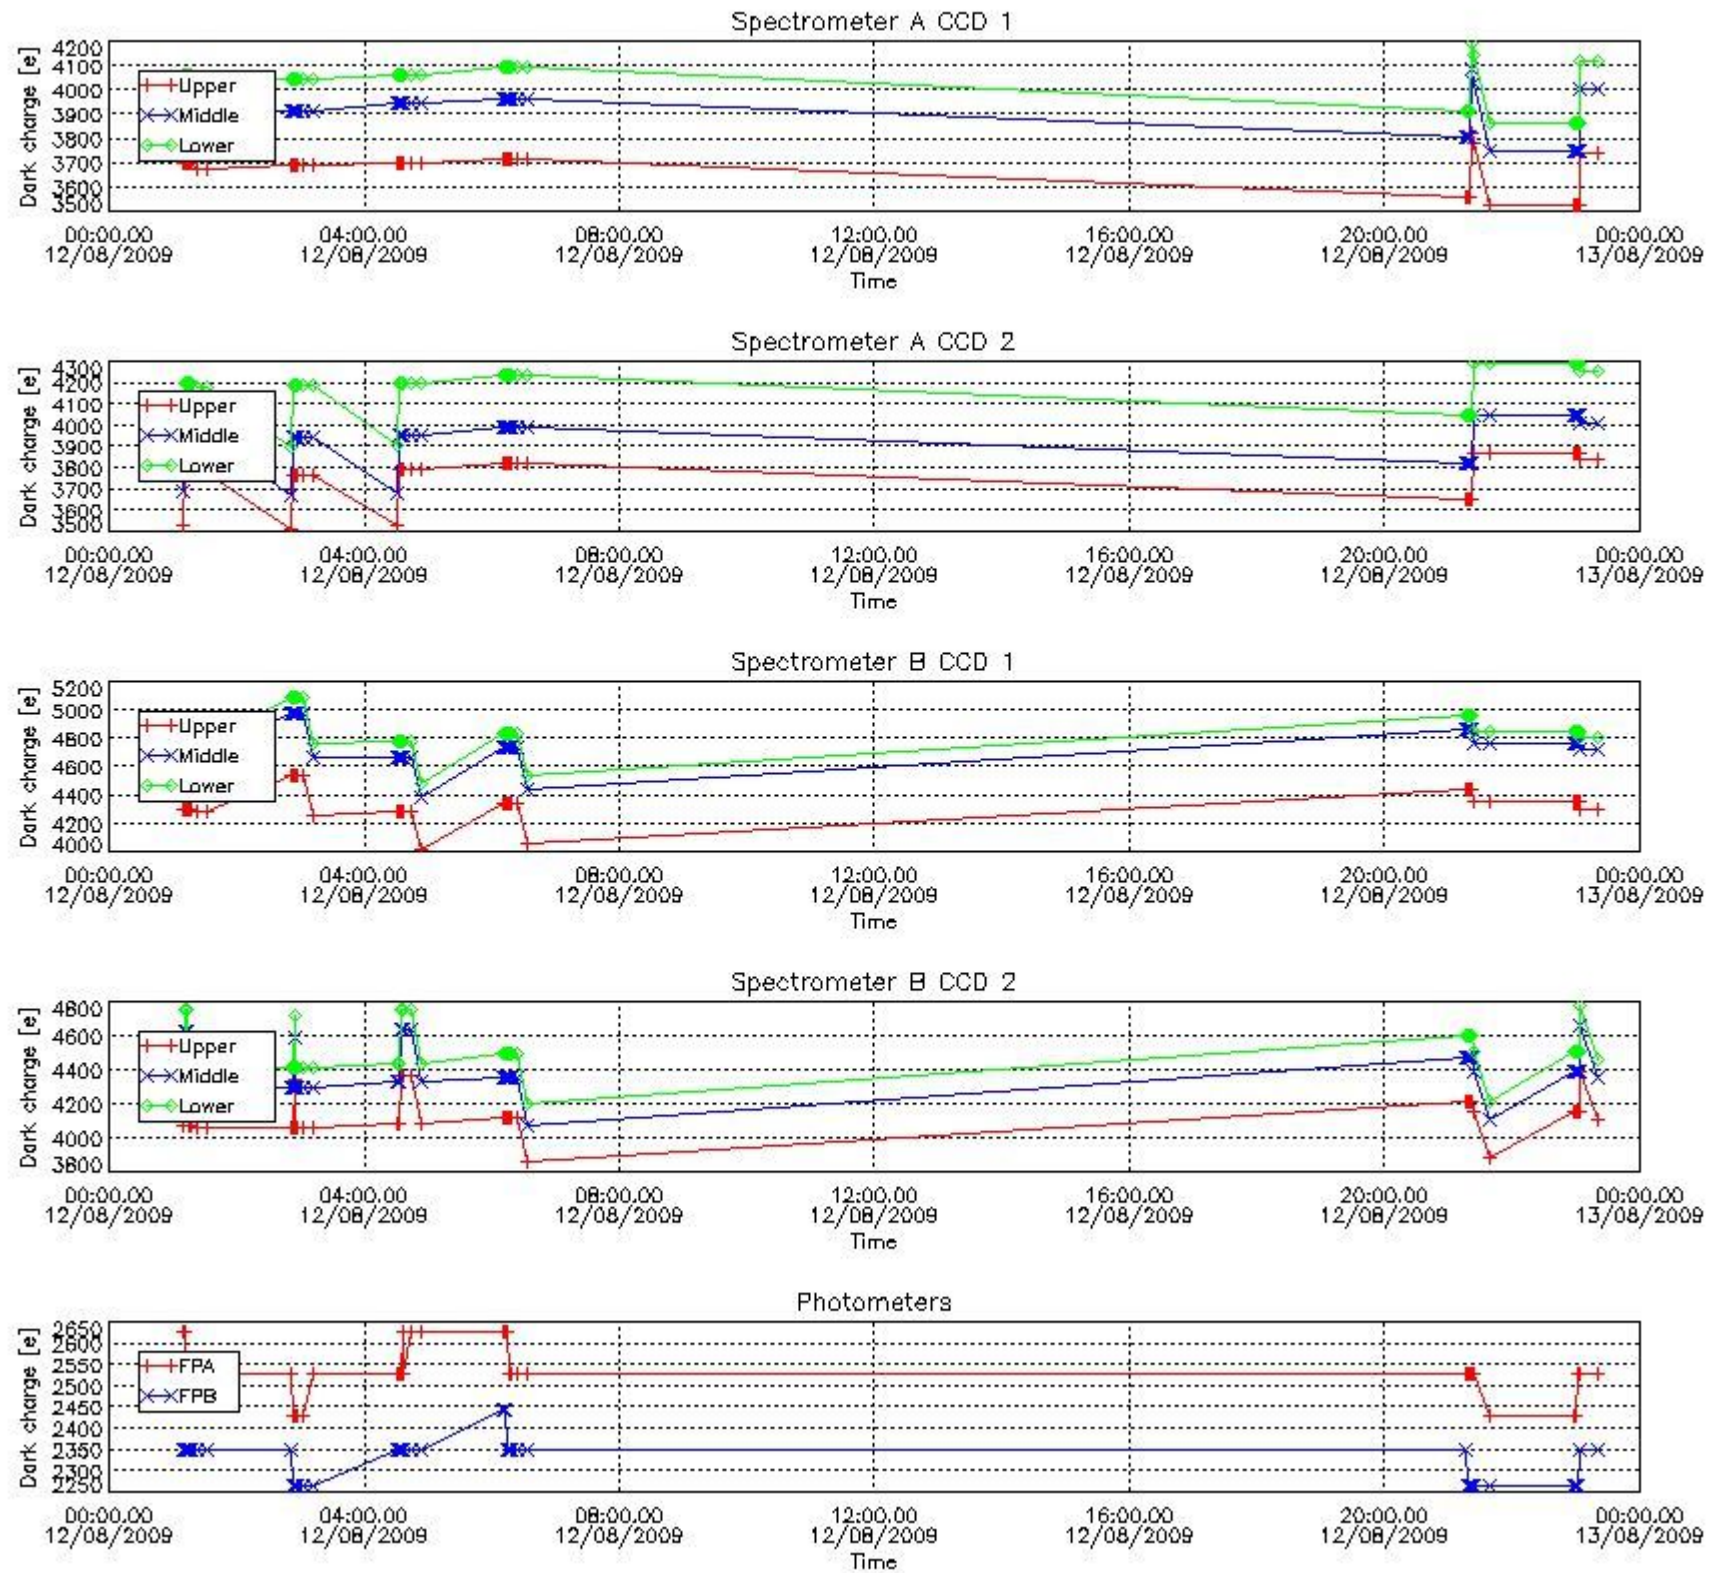 Spectrometer A CCD 1
Dark charge [e]
4200
4100
4000
3900
3800
3700
3600
3500
Upper
Middle
Lower
00:00.00 04:00.00 08:00.00 12:00.00 16:00.00 20:00.00 00:00.00
12/08/2009 12/08/2009 12/08/2009 12/08/2009 12/08/2009 12/08/2009 13/08/2009
Time
Spectrometer A CCD 2
Dark charge [e]
4300
4200
4100
4000
3900
3800
3700
3600
3500
Upper
Middle
Lower
00:00.00 04:00.00 08:00.00 12:00.00 16:00.00 20:00.00 00:00.00
12/08/2009 12/08/2009 12/08/2009 12/08/2009 12/08/2009 12/08/2009 13/08/2009
Time
Spectrometer B CCD 1
Dark charge [e]
5200
5000
4800
4600
4400
4200
4000
Upper
Middle
Lower
00:00.00 04:00.00 08:00.00 12:00.00 16:00.00 20:00.00 00:00.00
12/08/2009 12/08/2009 12/08/2009 12/08/2009 12/08/2009 12/08/2009 13/08/2009
Time
Spectrometer B CCD 2
Dark charge [e]
4800
4600
4400
4200
4000
3800
Upper
Middle
Lower
00:00.00 04:00.00 08:00.00 12:00.00 16:00.00 20:00.00 00:00.00
12/08/2009 12/08/2009 12/08/2009 12/08/2009 12/08/2009 12/08/2009 13/08/2009
Time
Photometers
Dark charge [e]
2650
2600
2550
2500
2450
2400
2350
2300
2250
FPA
FPB
00:00.00 04:00.00 08:00.00 12:00.00 16:00.00 20:00.00 00:00.00
12/08/2009 12/08/2009 12/08/2009 12/08/2009 12/08/2009 12/08/2009 13/08/2009
Time